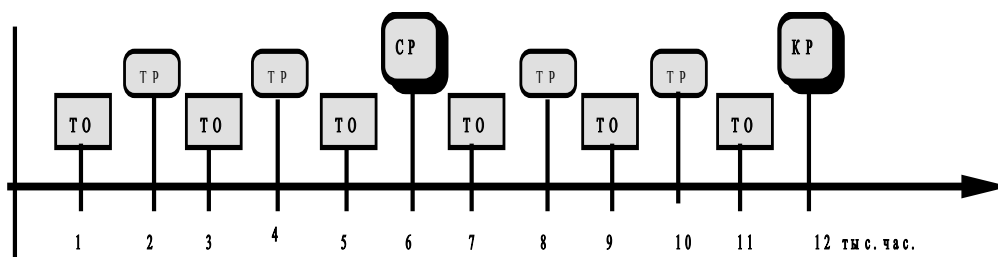 СР КР
ТР ТР ТР ТР
ТО ТО ТО ТО ТО ТО
1 2 3 4 5 6 7 8 9 10 11 12 тыс. час.